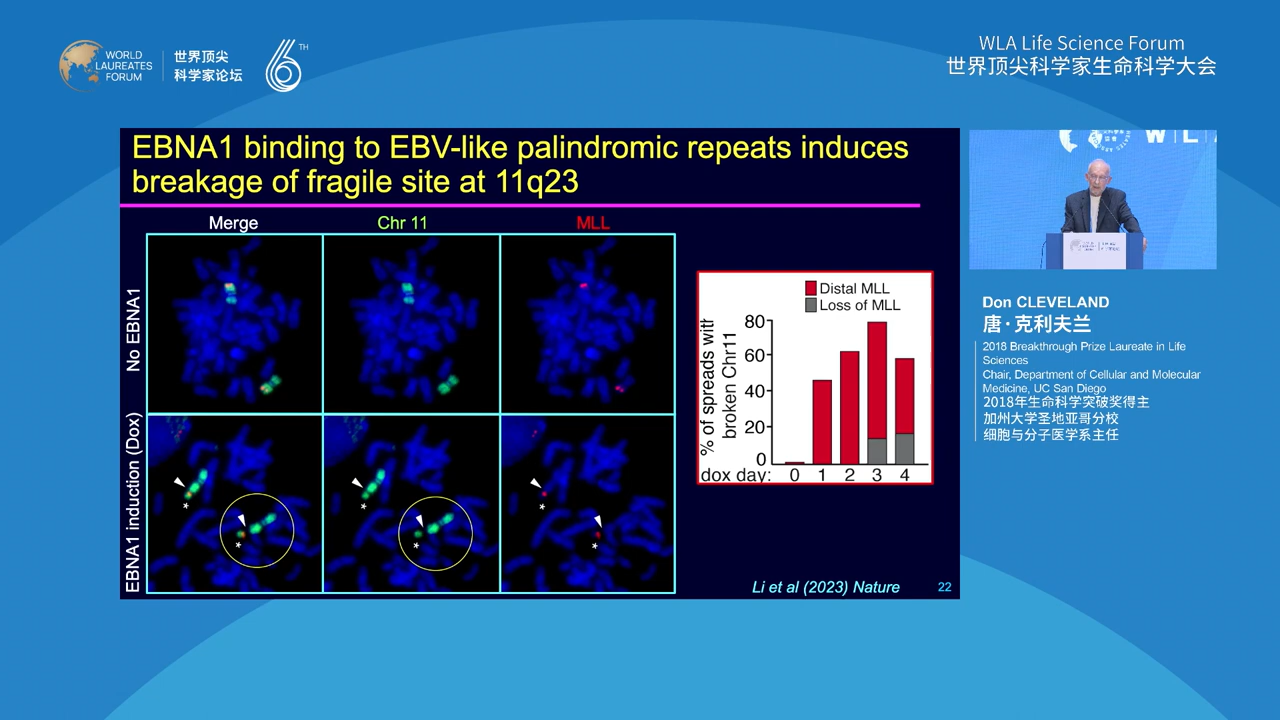 WORLD
LAUREATES
FORUM
世界顶尖
科学家论坛
6TH
WLA Life Science Forum
世界顶尖科学家生命科学大会
EBNA1 binding to EBV-like palindromic repeats induces
breakage of fragile site at 11q23
Merge
Chr 11
MLL
No EBNA1
EBNA1 induction (Dox)
*
*
*
*
*
*
Distal MLL
Loss of MLL
% of spreads with
broken Chr11
80
60
40
20
0
dox day: 0 1 2 3 4
Li et al (2023) Nature
22
Don CLEVELAND
唐·克利夫兰
2018 Breakthrough Prize Laureate in Life
Sciences
Chair, Department of Cellular and Molecular
Medicine, UC San Diego
2018年生命科学突破奖得主
加州大学圣地亚哥分校
细胞与分子医学系主任